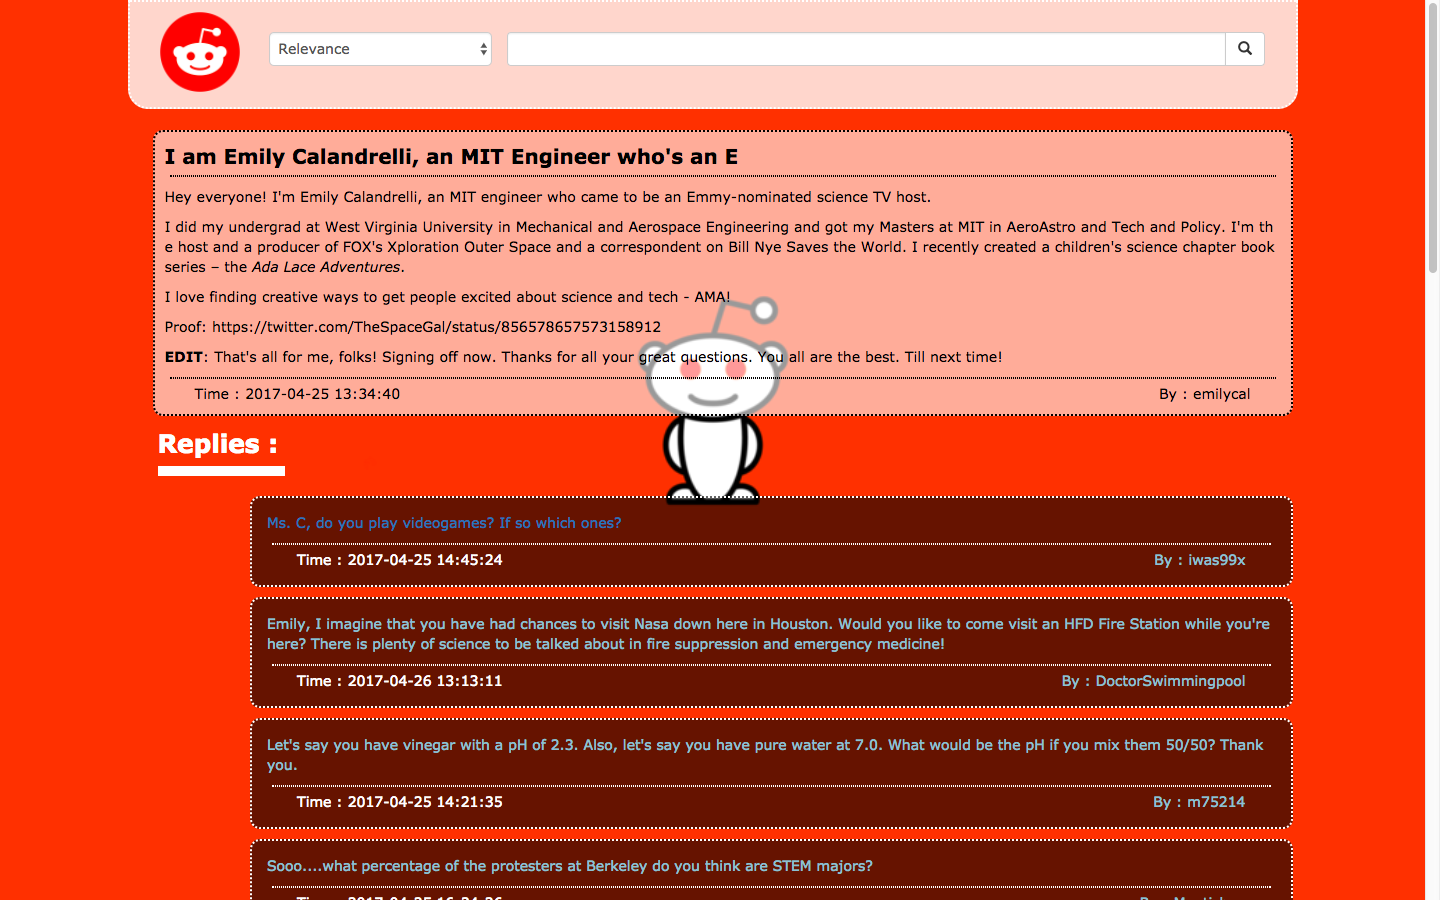 Relevance
I am Emily Calandrelli, an MIT Engineer who's an E
Hey everyone! I'm Emily Calandrelli, an MIT engineer who came to be an Emmy-nominated science TV host.
I did my undergrad at West Virginia University in Mechanical and Aerospace Engineering and got my Masters at MIT in AeroAstro and Tech and Policy. I'm th
e host and a producer of FOX's Xploration Outer Space and a correspondent on Bill Nye Saves the World. I recently created a children's science chapter book
series – the Ada Lace Adventures.
I love finding creative ways to get people excited about science and tech - AMA!
Proof: https://twitter.com/TheSpaceGal/status/856578657573158912
EDIT: That's all for me, folks! Signing off now. Thanks for all your great questions. You all are the best. Till next time!
Time : 2017-04-25 13:34:40 By : emilycal
Replies :
Ms. C, do you play videogames? If so which ones?
Time : 2017-04-25 14:45:24 By : iwas99x
Emily, I imagine that you have had chances to visit Nasa down here in Houston. Would you like to come visit an HFD Fire Station while you're
here? There is plenty of science to be talked about in fire suppression and emergency medicine!
Time : 2017-04-26 13:13:11 By : DoctorSwimmingpool
Let's say you have vinegar with a pH of 2.3. Also, let's say you have pure water at 7.0. What would be the pH if you mix them 50/50? Thank
you.
Time : 2017-04-25 14:21:35 By : m75214
Sooo....what percentage of the protesters at Berkeley do you think are STEM majors?